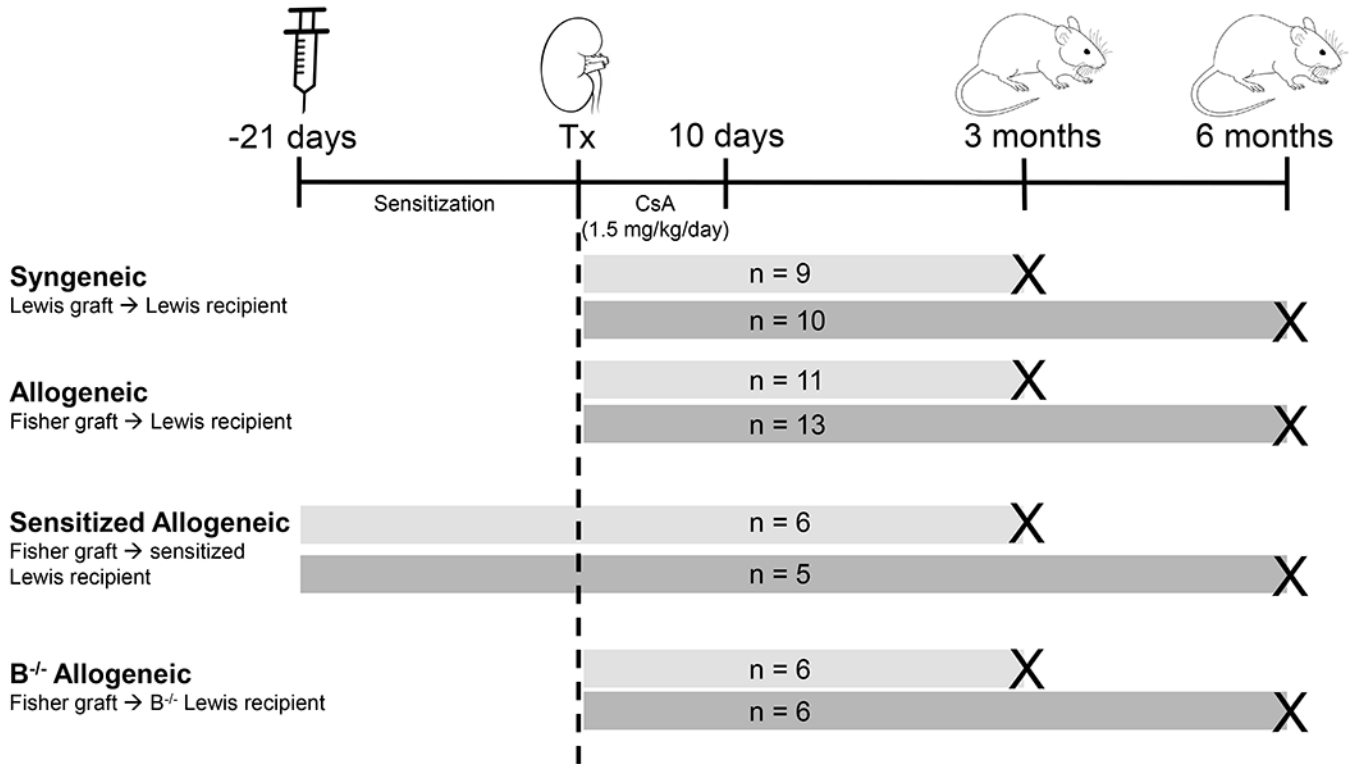 -21 days Tx 10 days 3 months 6 months
Sensitization CsA
(1.5 mg/kg/day)
Syngeneic
Lewis graft → Lewis recipient
n = 9
n = 10
Allogeneic
Fisher graft → Lewis recipient
n = 11
n = 13
Sensitized Allogeneic
Fisher graft → sensitized
Lewis recipient
n = 6
n = 5
B-/- Allogeneic
Fisher graft → B-/- Lewis recipient
n = 6
n = 6